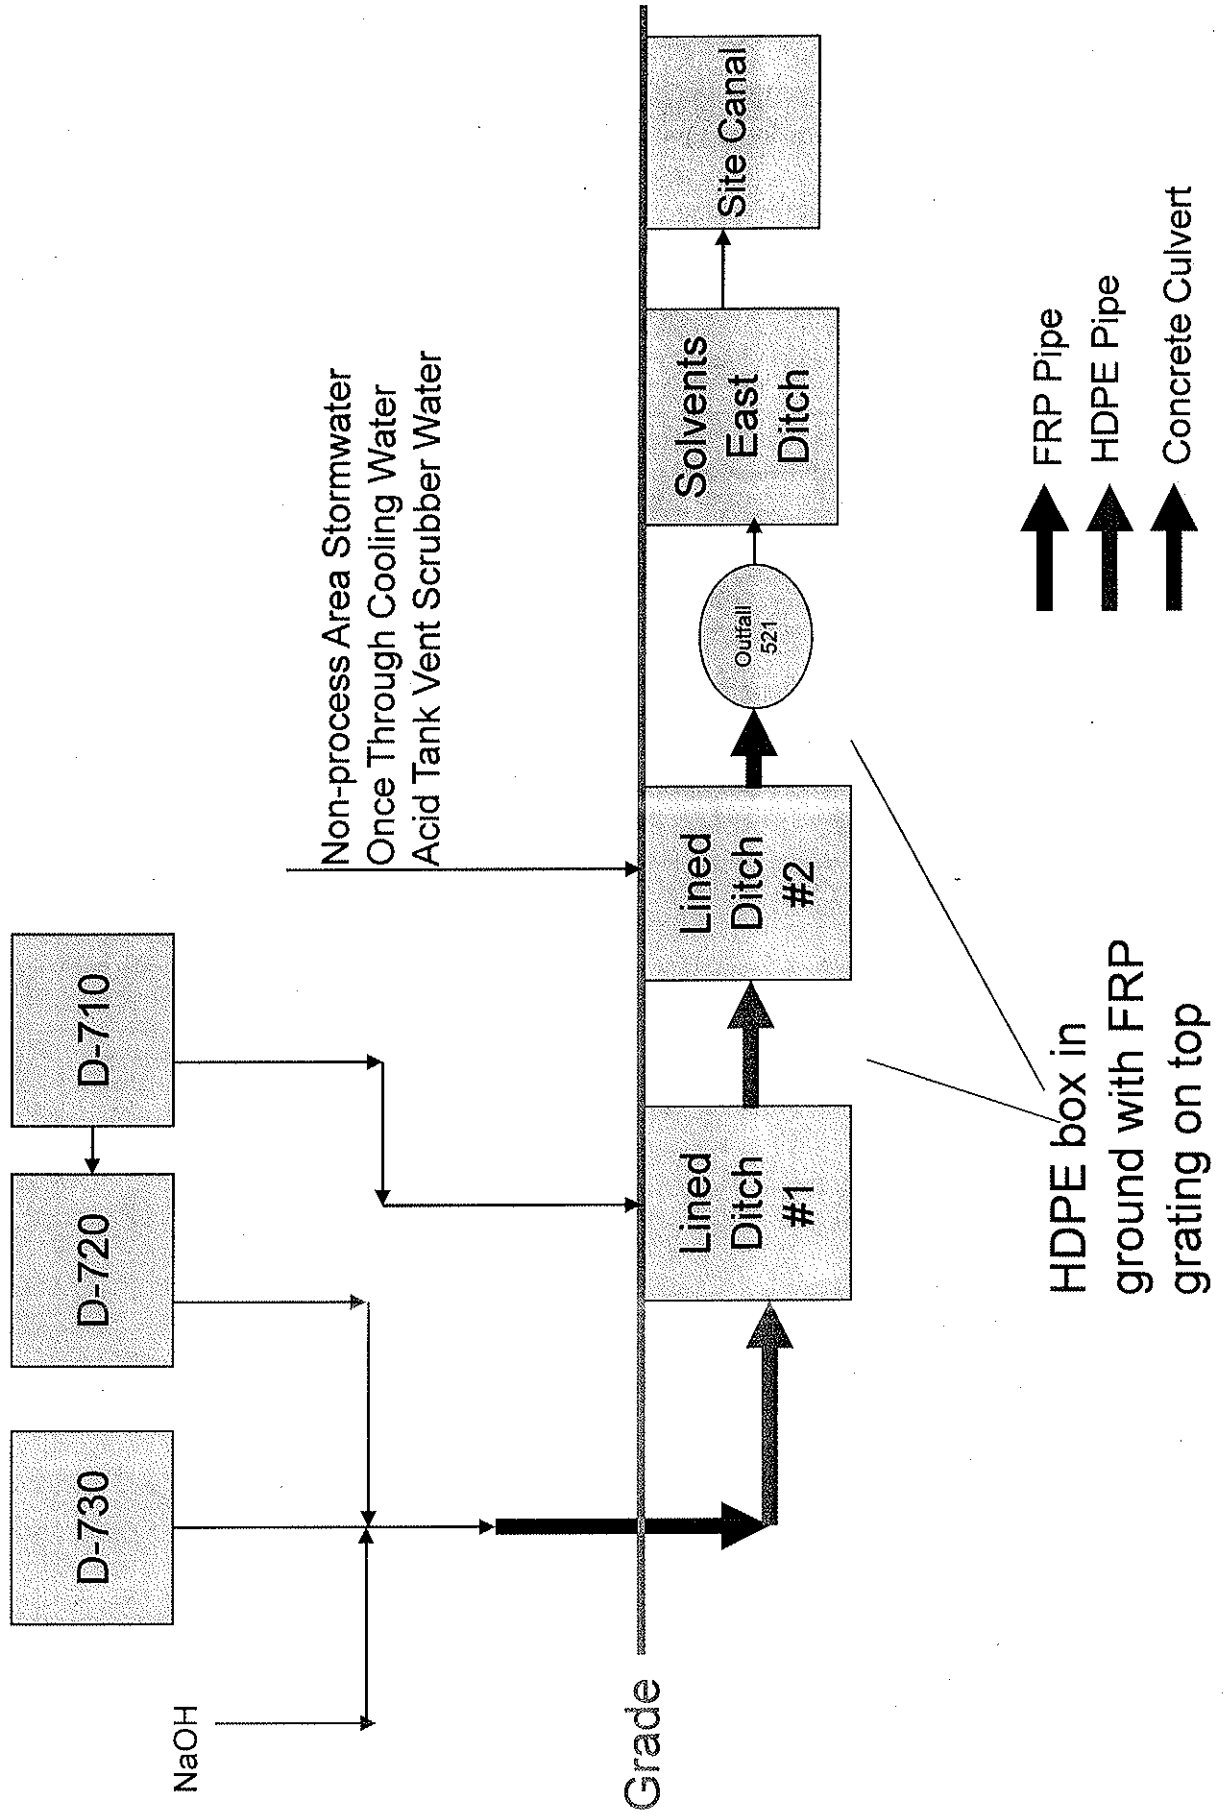 NaOH
D-730
D-720
D-710
Non-process Area Stormwater
Once Through Cooling Water
Acid Tank Vent Scrubber Water
Grade
Lined
Ditch
#1
Lined
Ditch
#2
Outfall
521
Solvents
East
Ditch
Site Canal
HDPE box in
ground with FRP
grating on top
FRP Pipe
HDPE Pipe
Concrete Culvert